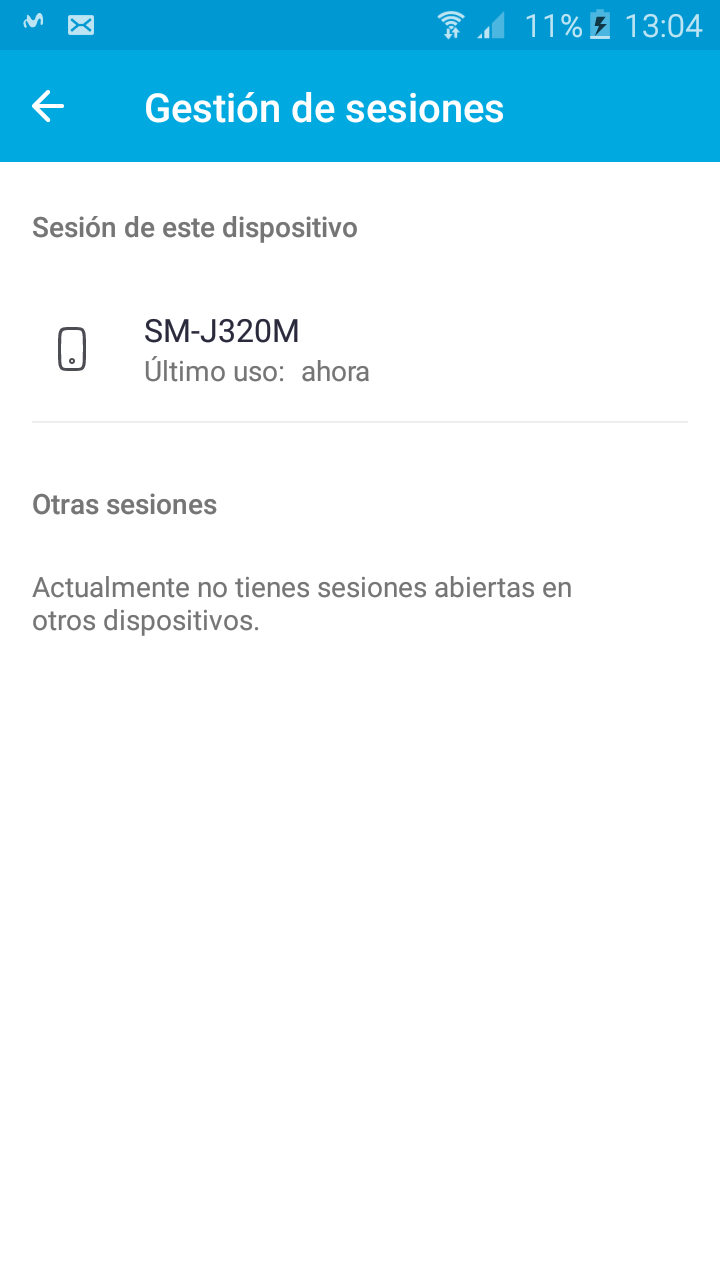 11% 13:04
Gestión de sesiones
Sesión de este dispositivo
SM-J320M
Último uso: ahora
Otras sesiones
Actualmente no tienes sesiones abiertas en
otros dispositivos.